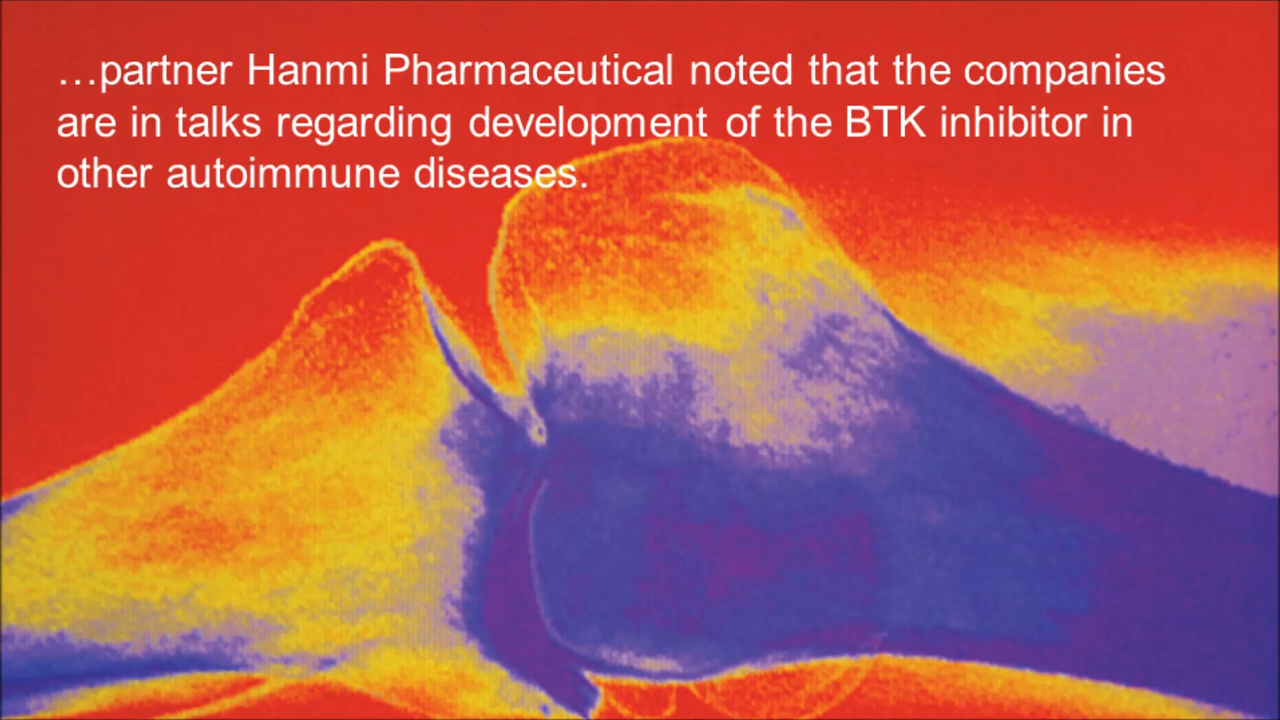 …partner Hanmi Pharmaceutical noted that the companies
are in talks regarding development of the BTK inhibitor in
other autoimmune diseases.